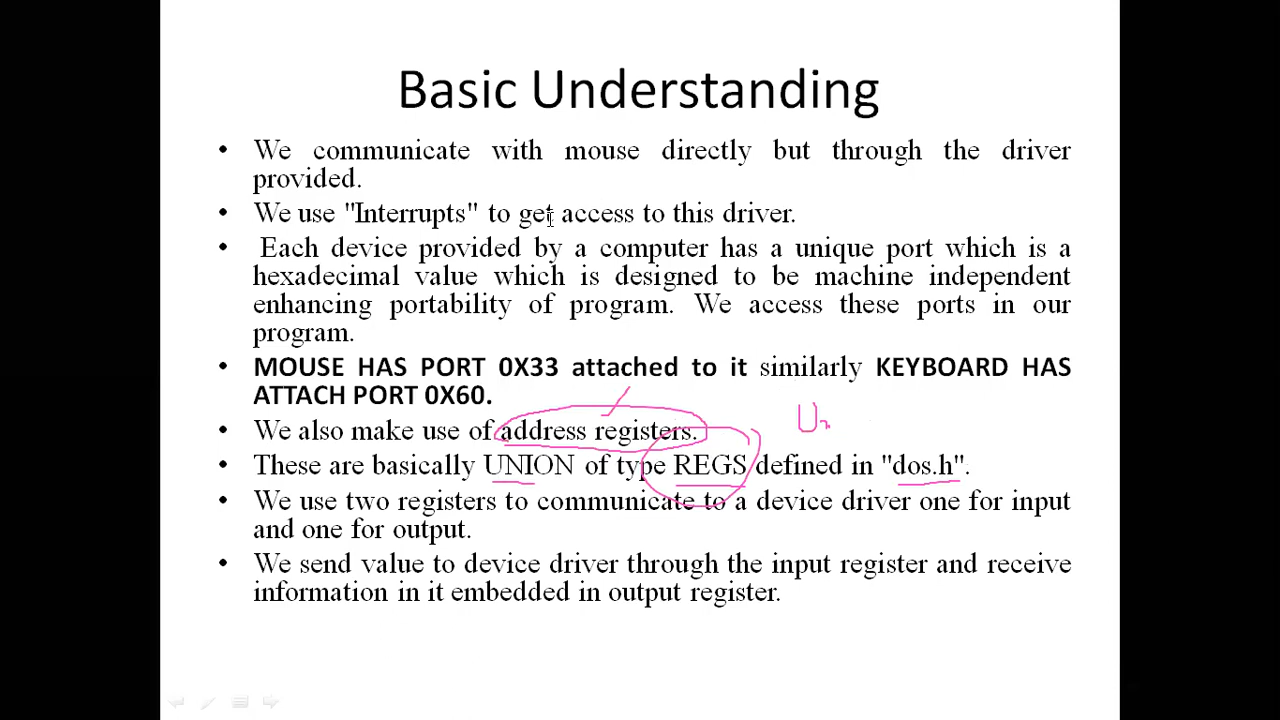 Basic Understanding
• We communicate with mouse directly but through the driver
provided.
• We use "Interrupts" to get access to this driver.
• Each device provided by a computer has a unique port which is a
hexadecimal value which is designed to be machine independent
enhancing portability of program. We access these ports in our
program.
• MOUSE HAS PORT 0X33 attached to it similarly KEYBOARD HAS
ATTACH PORT 0X60.
• We also make use of address registers.
• These are basically UNION of type REGS defined in "dos.h".
• We use two registers to communicate to a device driver one for input
and one for output.
• We send value to device driver through the input register and receive
information in it embedded in output register.